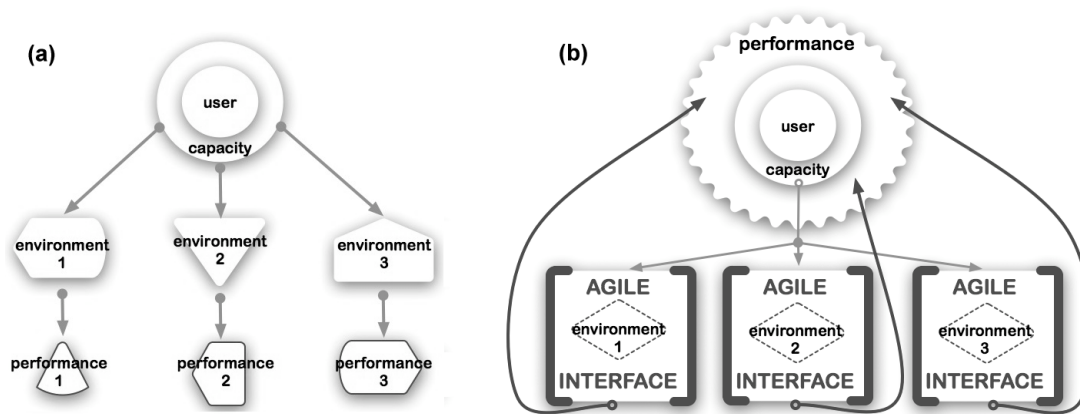 (a)
user
capacity
environment
1
environment
2
environment
3
performance
1
performance
2
performance
3
(b)
performance
user
capacity
AGILE
environment
1
INTERFACE
AGILE
environment
2
INTERFACE
AGILE
environment
3
INTERFACE